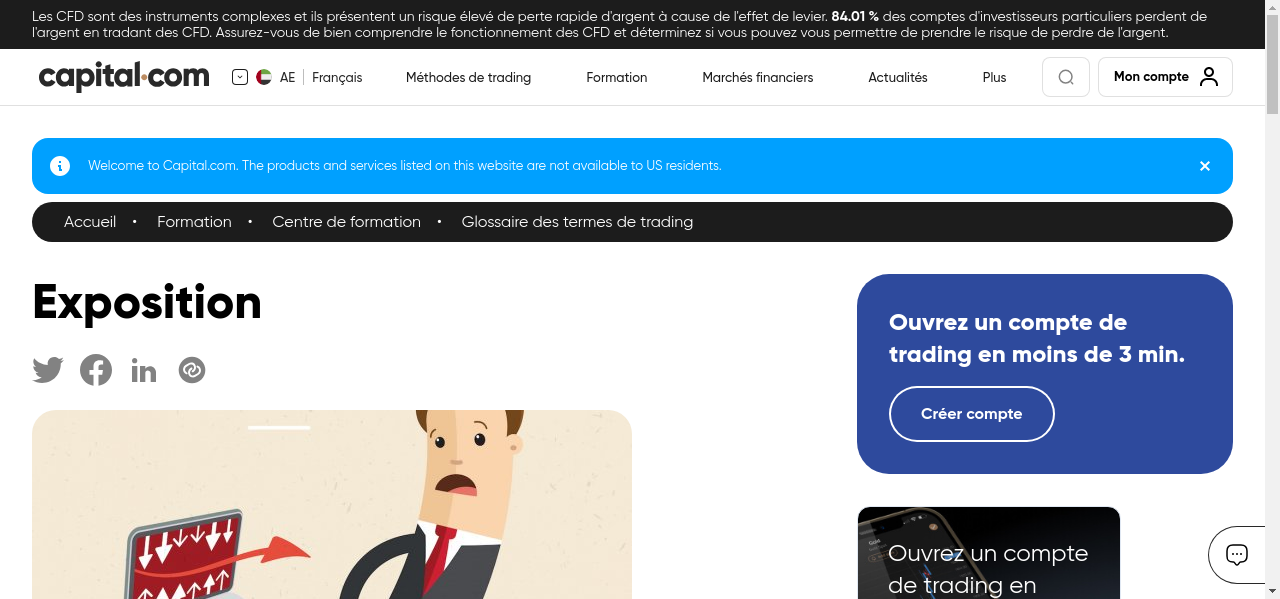 Les CFD sont des instruments complexes et ils présentent un risque élevé de perte rapide d'argent à cause de l'effet de levier. 84.01 % des comptes d'investisseurs particuliers perdent de
l'argent en tradant des CFD. Assurez-vous de bien comprendre le fonctionnement des CFD et déterminez si vous pouvez vous permettre de prendre le risque de perdre de l'argent.
capital.com AE Français Méthodes de trading Formation Marchés financiers Actualités Plus Mon compte
Welcome to Capital.com. The products and services listed on this website are not available to US residents.
Accueil • Formation • Centre de formation • Glossaire des termes de trading
Exposition
Ouvrez un compte de
trading en moins de 3 min.
Créer compte
Ouvrez un compte
de trading en